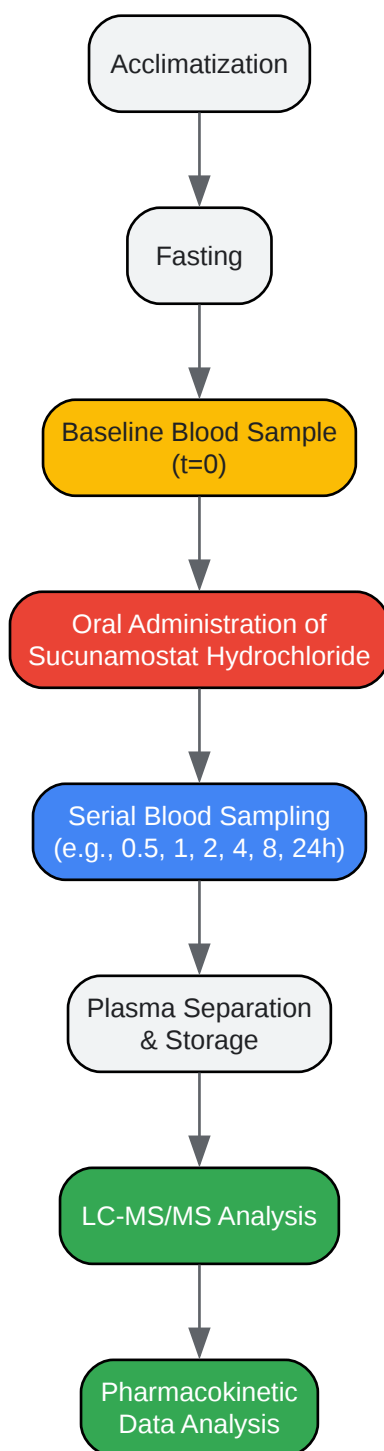 Acclimatization
Fasting
Baseline Blood Sample
(t=0)
Oral Administration of
Sucunamostat Hydrochloride
Serial Blood Sampling
(e.g., 0.5, 1, 2, 4, 8, 24h)
Plasma Separation
& Storage
LC-MS/MS Analysis
Pharmacokinetic
Data Analysis